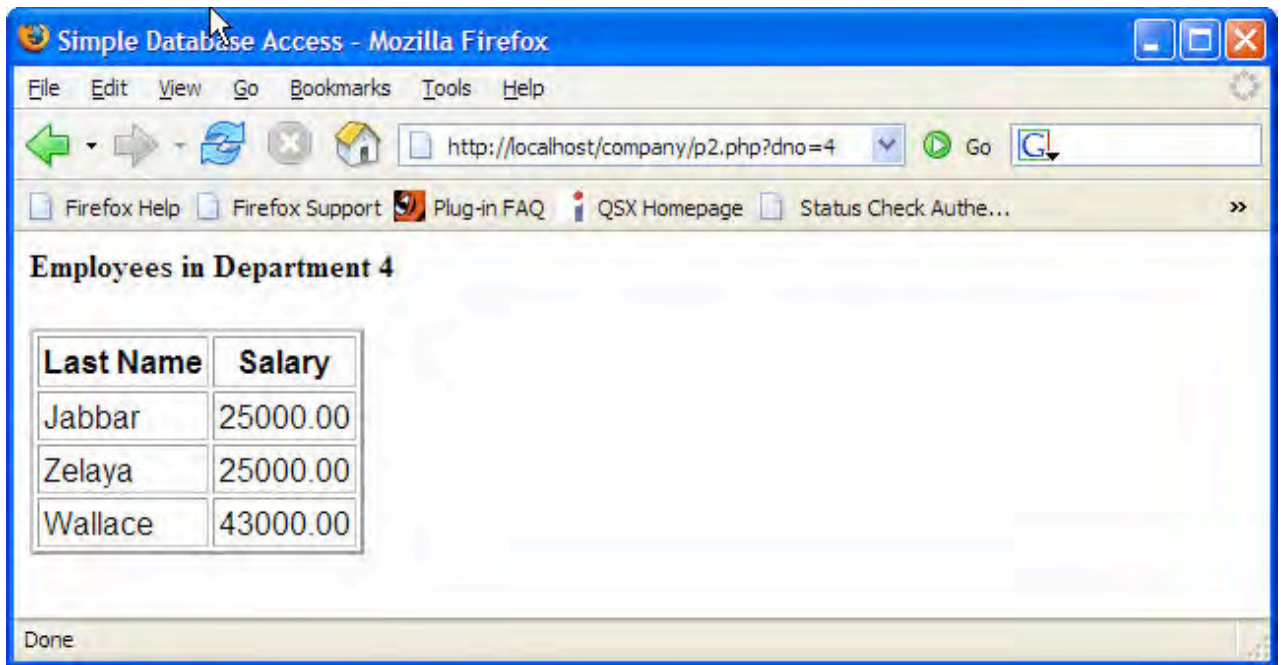 Simple Database Access - Mozilla Firefox
File Edit View Go Bookmarks Tools Help
http://localhost/company/p2.php?dno=4 Go G
Firefox Help Firefox Support Plug-in FAQ QSX Homepage Status Check Authe... »
Employees in Department 4
Last Name Salary
Jabbar 25000.00
Zelaya 25000.00
Wallace 43000.00
Done